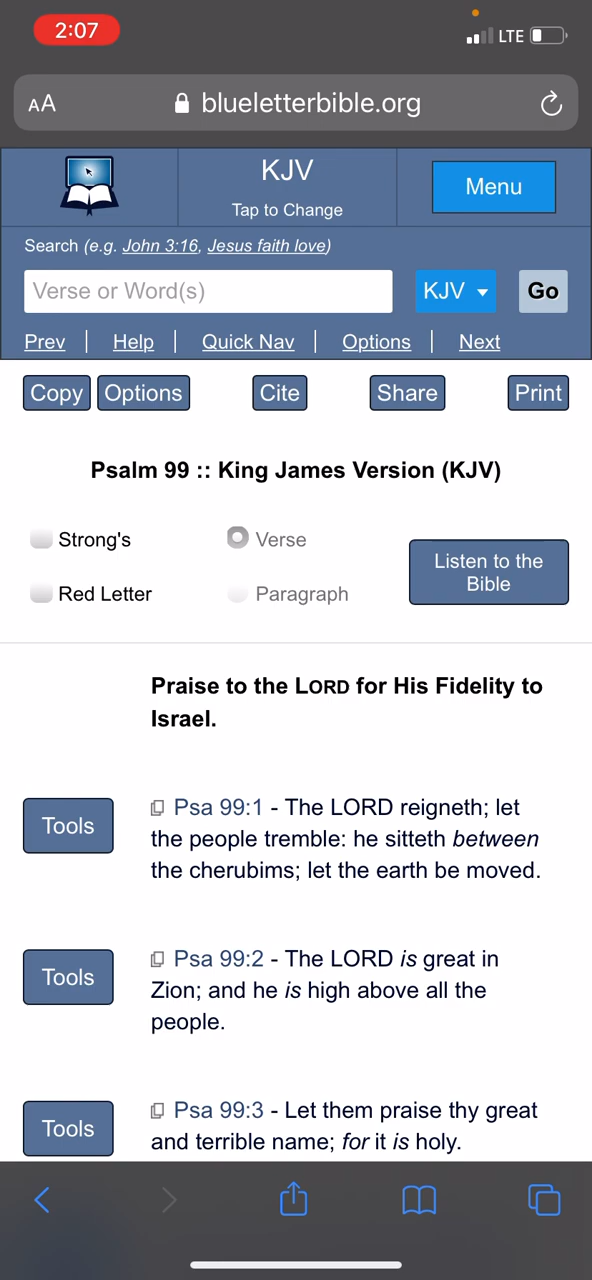 2:07
LTE
AA blueletterbible.org
KJV
Tap to Change
Menu
Search (e.g. John 3:16, Jesus faith love)
Verse or Word(s) KJV Go
Prev | Help | Quick Nav | Options | Next
Copy Options Cite Share Print
Psalm 99 :: King James Version (KJV)
Strong's Verse
Listen to the
Bible
Red Letter Paragraph
Praise to the LORD for His Fidelity to
Israel.
Tools
Psa 99:1 - The LORD reigneth; let
the people tremble: he sitteth between
the cherubims; let the earth be moved.
Tools
Psa 99:2 - The LORD is great in
Zion; and he is high above all the
people.
Tools
Psa 99:3 - Let them praise thy great
and terrible name; for it is holy.